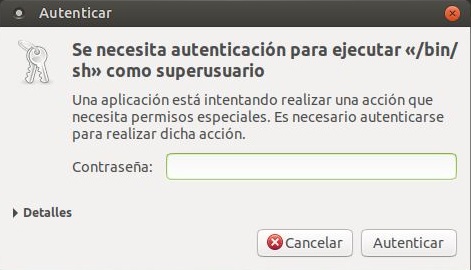 Autenticar
Se necesita autenticación para ejecutar «/bin/
sh» como superusuario
Una aplicación está intentando realizar una acción que
necesita permisos especiales. Es necesario autenticarse
para realizar dicha acción.
Contraseña:
Detalles
Cancelar
Autenticar